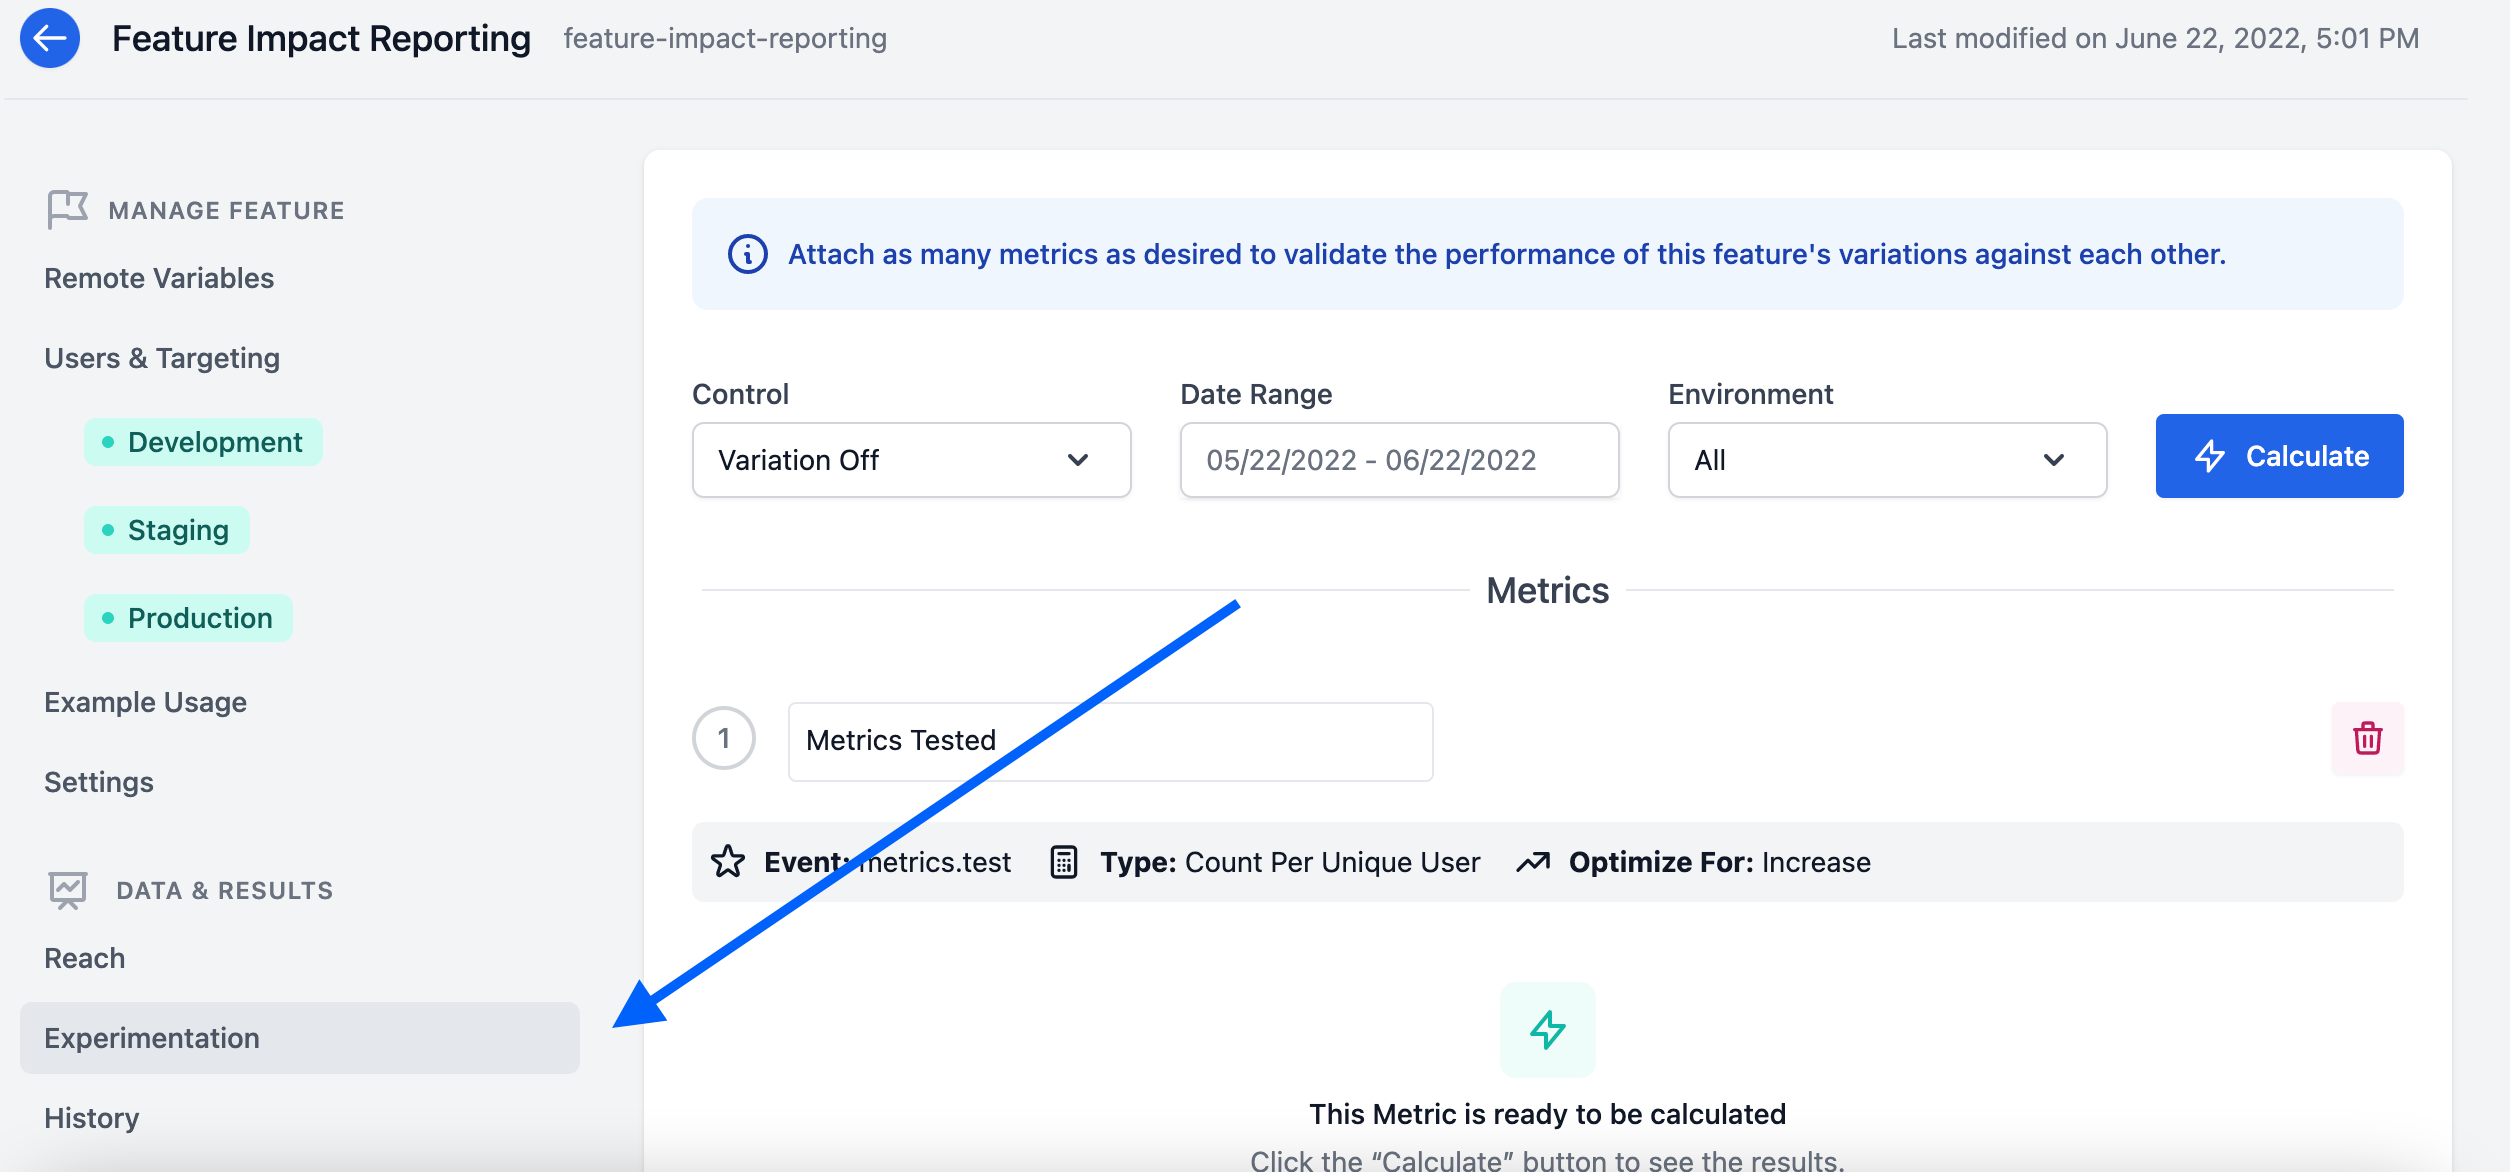 Feature Impact Reporting feature-impact-reporting Last modified on June 22, 2022, 5:01 PM
MANAGE FEATURE
Remote Variables
Users & Targeting
Development
Staging
Production
Example Usage
Settings
DATA & RESULTS
Reach
Experimentation
History
Attach as many metrics as desired to validate the performance of this feature's variations against each other.
Control Date Range Environment
Variation Off 05/22/2022 - 06/22/2022 All Calculate
Metrics
1 Metrics Tested
Event: metrics.test Type: Count Per Unique User Optimize For: Increase
This Metric is ready to be calculated
Click the “Calculate” button to see the results.